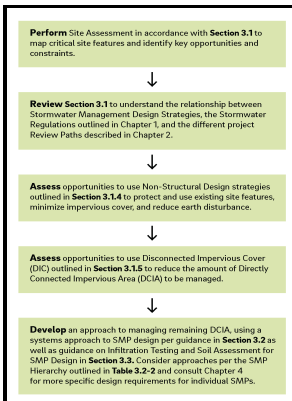 Perform Site Assessment in accordance with Section 3.1 to
map critical site features and identify key opportunities and
constraints.
Review Section 3.1 to understand the relationship between
Stormwater Management Design Strategies, the Stormwater
Regulations outlined in Chapter 1, and the different project
Review Paths described in Chapter 2.
Assess opportunities to use Non-Structural Design strategies
outlined in Section 3.1.4 to protect and use existing site features,
minimize impervious cover, and reduce earth disturbance.
Assess opportunities to use Disconnected Impervious Cover
(DIC) outlined in Section 3.1.5 to reduce the amount of Directly
Connected Impervious Area (DCIA) to be managed.
Develop an approach to managing remaining DCIA, using a
systems approach to SMP design per guidance in Section 3.2 as
well as guidance on Infiltration Testing and Soil Assessment for
SMP Design in Section 3.3. Consider approaches per the SMP
Hierarchy outlined in Table 3.2-2 and consult Chapter 4
for more specific design requirements for individual SMPs.